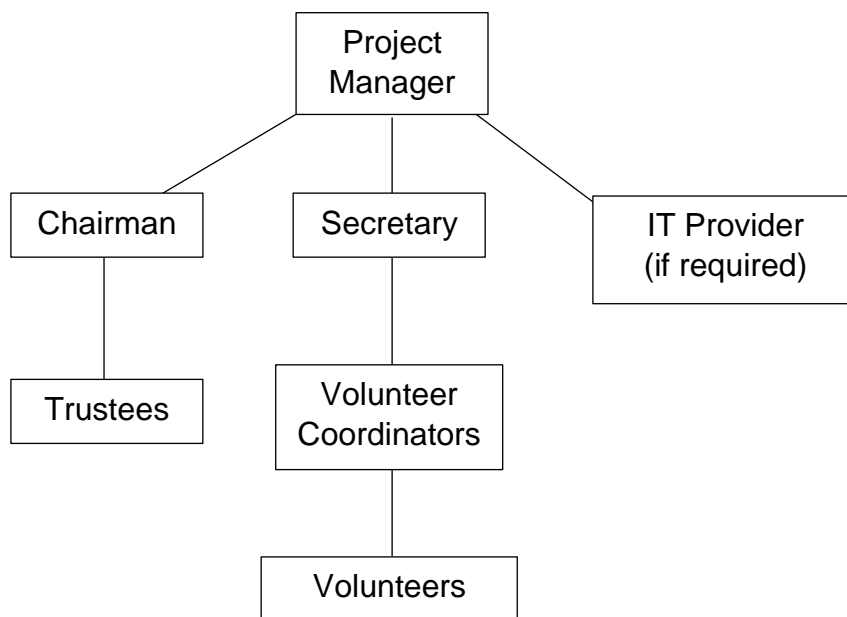 Project
Manager
Chairman
Secretary
IT Provider
(if required)
Trustees
Volunteer
Coordinators
Volunteers